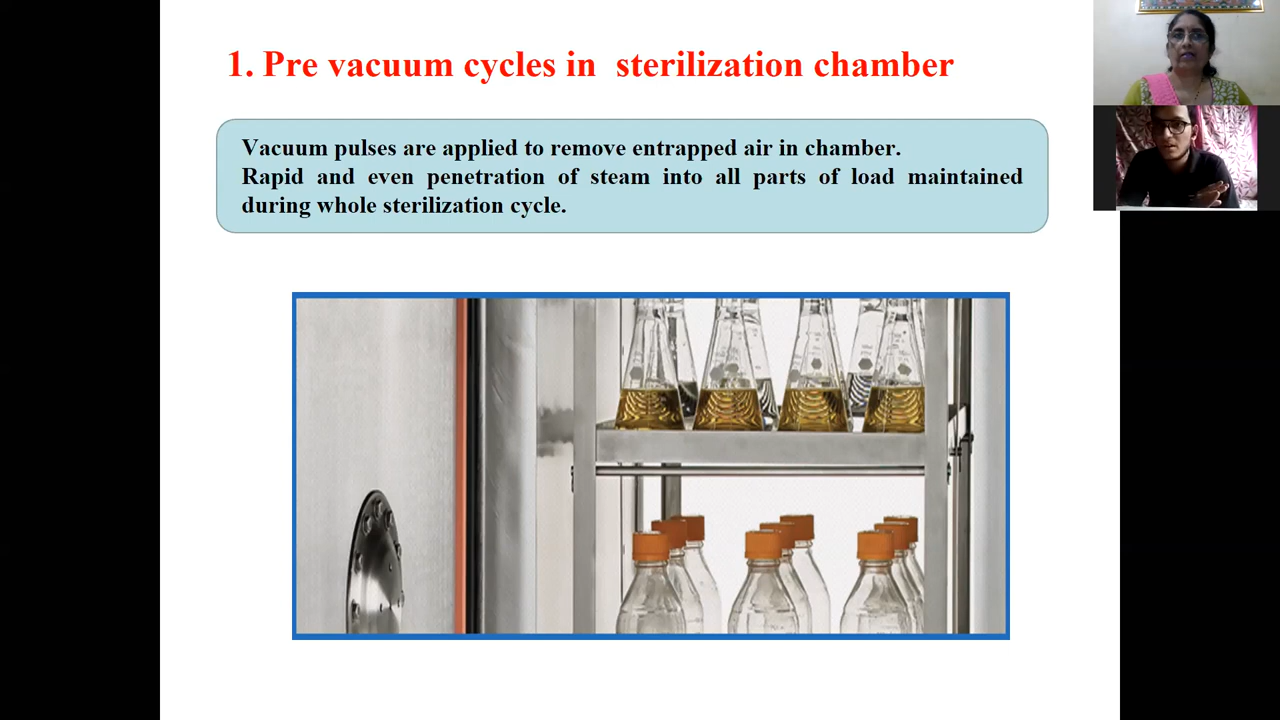 1. Pre vacuum cycles in sterilization chamber
Vacuum pulses are applied to remove entrapped air in chamber.
Rapid and even penetration of steam into all parts of load maintained
during whole sterilization cycle.